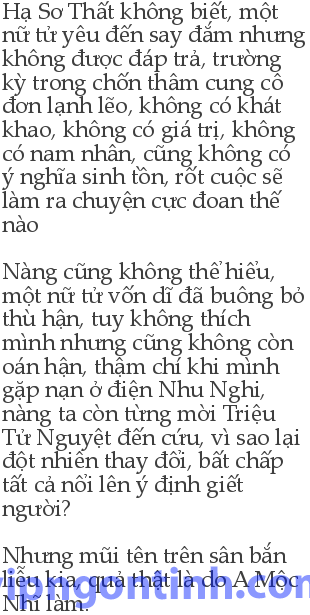 Hạ Sơ Thất không biết, một
nữ tử yêu đến say đắm nhưng
không được đáp trả, trường
kỳ trong chốn thâm cung cô
đơn lạnh lẽo, không có khát
khao, không có giá trị, không
có nam nhân, cũng không có
ý nghĩa sinh tồn, rốt cuộc sẽ
làm ra chuyện cực đoan thế
nào
Nàng cũng không thể hiểu,
một nữ tử vốn dĩ đã buông bỏ
thù hận, tuy không thích
mình nhưng cũng không còn
oán hận, thậm chí khi mình
gặp nạn ở điện Nhu Nghi,
nàng ta còn từng mời Triệu
Tử Nguyệt đến cứu, vì sao lại
đột nhiên thay đổi, bất chấp
tất cả nổi lên ý định giết
người?
Nhưng mũi tên trên sân bắn
liễu kia, quả thật là do A Mộc
Nhĩ làm.